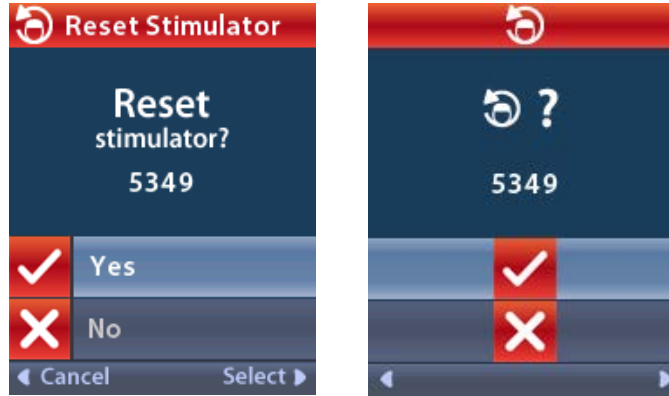 Reset Stimulator
Reset
stimulator?
5349
Yes
No
Cancel Select
?
5349